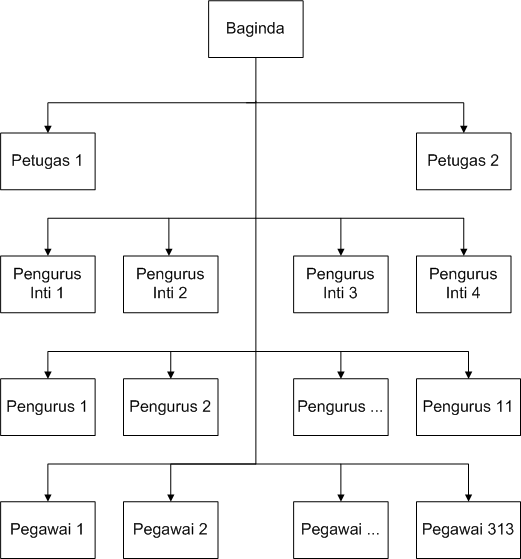 Baginda
Petugas 1
Petugas 2
Pengurus
Inti 1
Pengurus
Inti 2
Pengurus
Inti 3
Pengurus
Inti 4
Pengurus 1
Pengurus 2
Pengurus ...
Pengurus 11
Pegawai 1
Pegawai 2
Pegawai ...
Pegawai 313